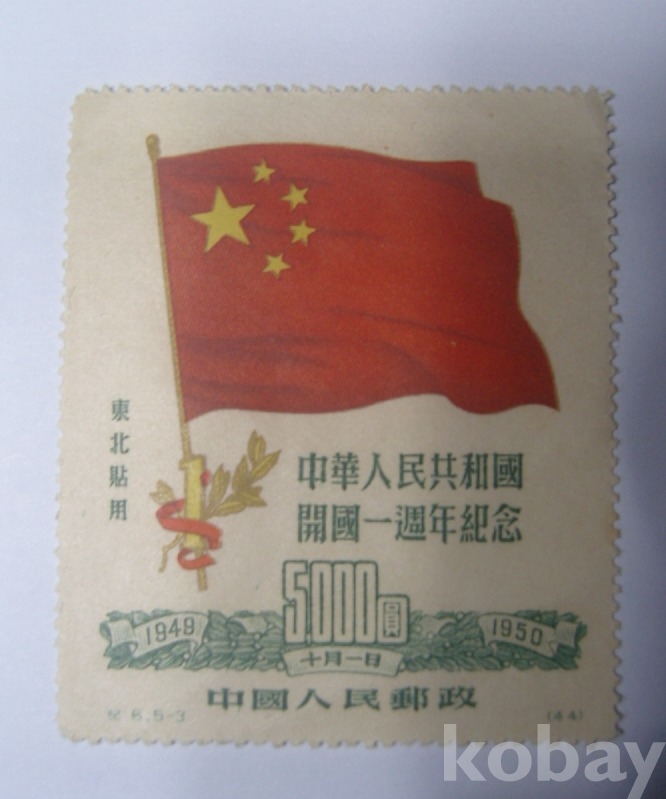 東北貼用
中華人民共和國
開國一週年紀念
5,000圓
1949
1950
十月一日
中國人民郵政
紀 6.5-3
(44)
kobay